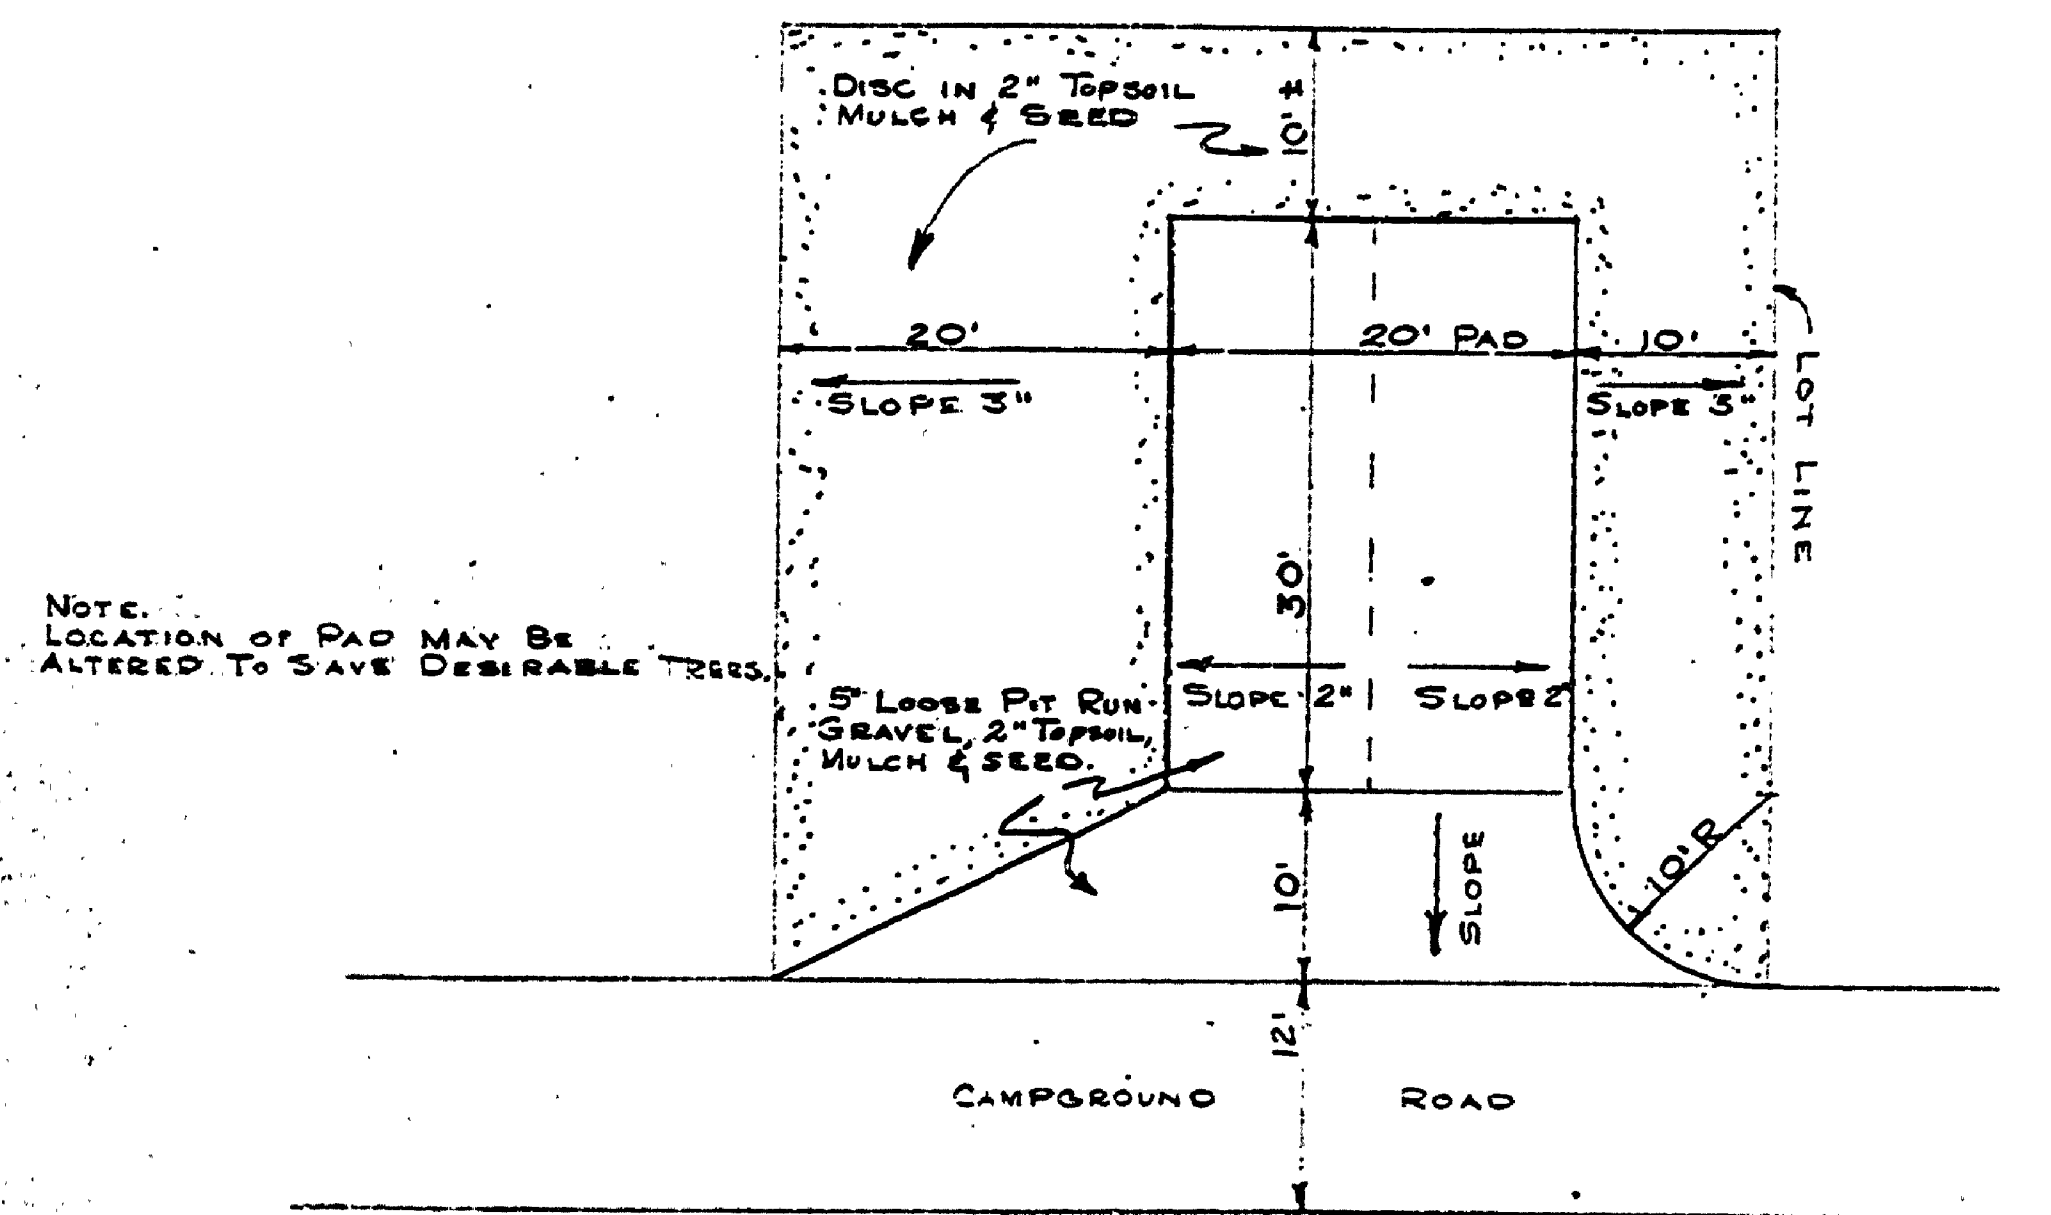 DISC IN 2" TOPSOIL
MULCH & SEED
10' ±
20'
20' PAD
10'
SLOPE 3"
SLOPE 3"
LOT LINE
30'
NOTE.
LOCATION OF PAD MAY BE
ALTERED TO SAVE DESIRABLE TREES.
SLOPE 2"
SLOPE 2"
5" LOOSE PIT RUN
GRAVEL, 2" TOPSOIL,
MULCH & SEED.
10'
SLOPE
10' R
12'
CAMPGROUND ROAD